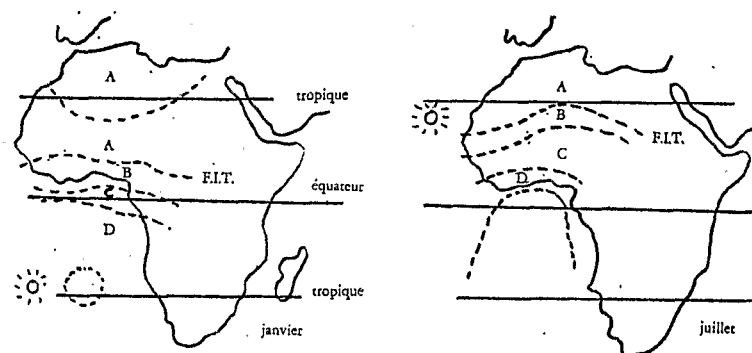 A
tropique
A
B
F.I.T.
C
équateur
D
tropique
janvier
A
B
F.I.T.
C
D
juillet